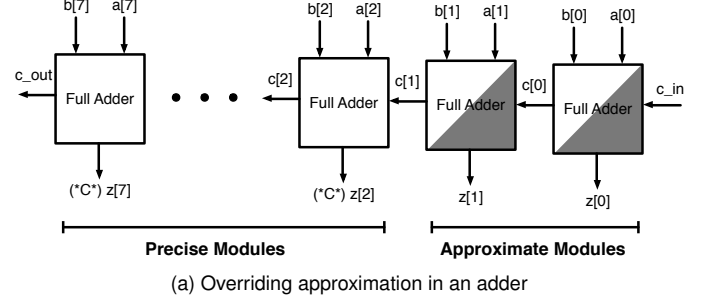 b[7] a[7] b[2] a[2] b[1] a[1] b[0] a[0]
c_out c[2] c[1] c[0] c_in
Full Adder Full Adder Full Adder Full Adder
(*C*) z[7] (*C*) z[2] z[1] z[0]
Precise Modules Approximate Modules
(a) Overriding approximation in an adder